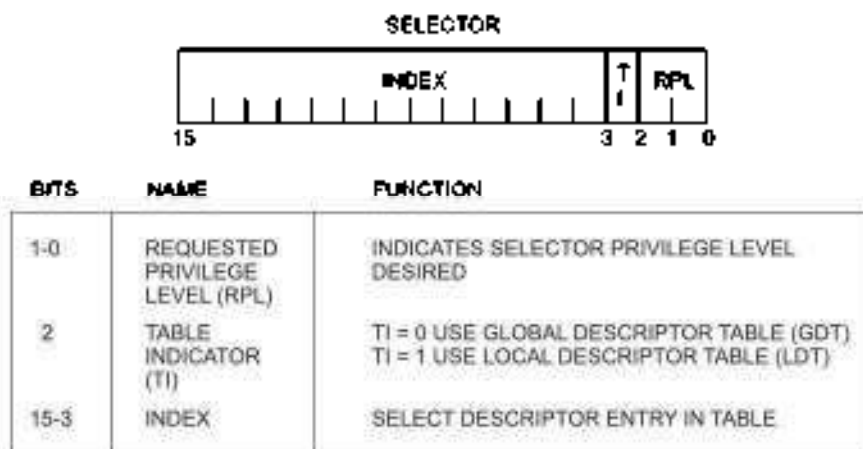 SELECTOR
INDEX
TI
RPL
15 3 2 1 0
BITS NAME FUNCTION
1-0 REQUESTED INDICATES SELECTOR PRIVILEGE LEVEL
PRIVILEGE DESIRED
LEVEL (RPL)
2 TABLE TI = 0 USE GLOBAL DESCRIPTOR TABLE (GDT)
INDICATOR TI = 1 USE LOCAL DESCRIPTOR TABLE (LDT)
(TI)
15-3 INDEX SELECT DESCRIPTOR ENTRY IN TABLE